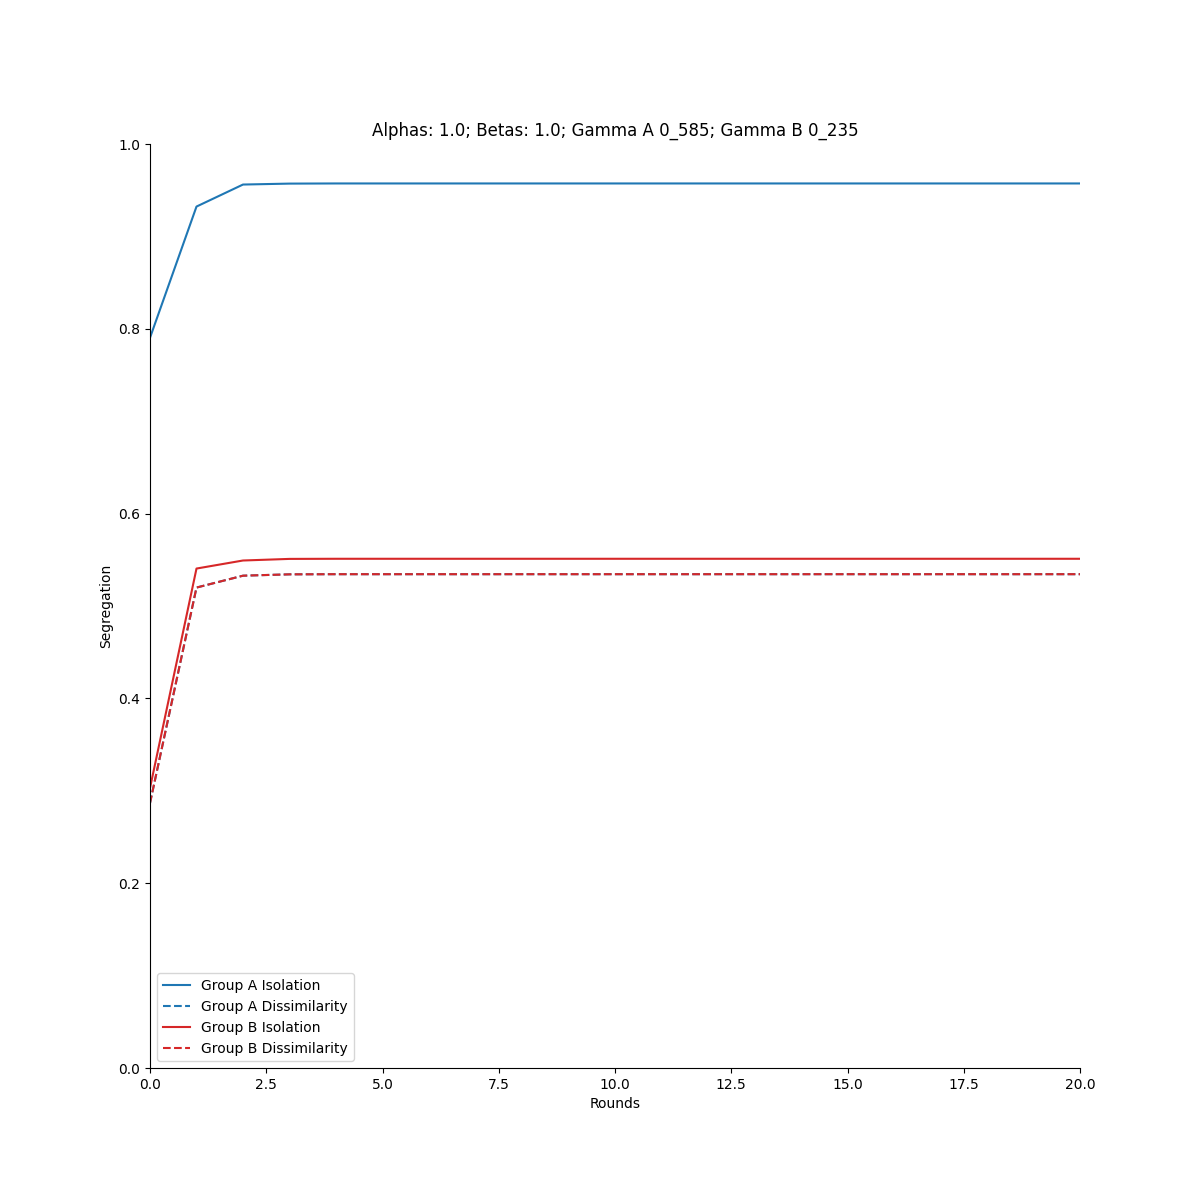 Alphas: 1.0; Betas: 1.0; Gamma A 0_585; Gamma B 0_235
1.0
0.8
0.6
0.4
0.2
0.0
Segregation
Group A Isolation
Group A Dissimilarity
Group B Isolation
Group B Dissimilarity
0.0 2.5 5.0 7.5 10.0 12.5 15.0 17.5 20.0
Rounds